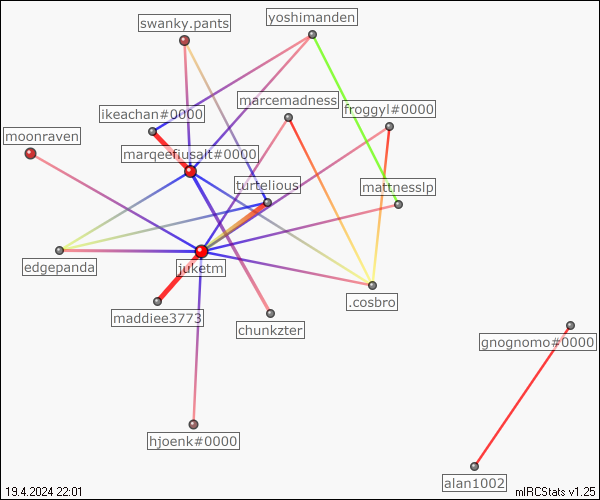 swanky.pants
yoshimanden
ikeachan#0000
marcemadness
froggyl#0000
moonraven
marqeefiusalt#0000
turtelious
mattnesslp
edgepanda
juketm
.cosbro
maddiee3773
chunkzter
gnognomo#0000
hjoenk#0000
alan1002
19.4.2024 22:01
mIRCStats v1.25